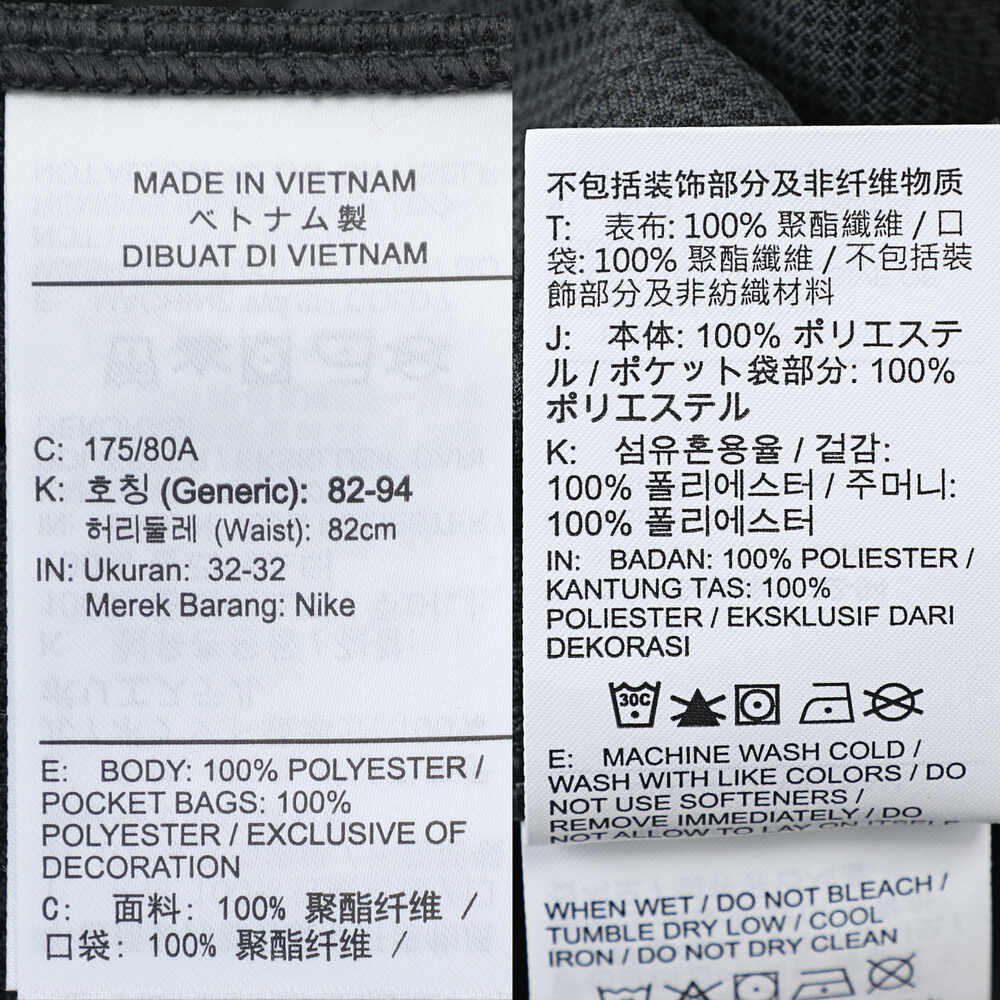 MADE IN VIETNAM
ベトナム製
DIBUAT DI VIETNAM
C: 175/80A
K: 호칭 (Generic): 82-94
허리둘레 (Waist): 82cm
IN: Ukuran: 32-32
Merek Barang: Nike
E: BODY: 100% POLYESTER /
POCKET BAGS: 100%
POLYESTER / EXCLUSIVE OF
DECORATION
C: 面料: 100% 聚酯纤维 /
口袋: 100% 聚酯纤维 /
不包括装饰部分及非纤维物质
T: 表布: 100% 聚酯纖維 / 口
袋: 100% 聚酯纖維 / 不包括裝
飾部分及非紡織材料
J: 本体: 100% ポリエステ
ル / ポケット袋部分: 100%
ポリエステル
K: 섬유혼용율 / 겉감:
100% 폴리에스터 / 주머니:
100% 폴리에스터
IN: BADAN: 100% POLIESTER /
KANTUNG TAS: 100%
POLIESTER / EKSKLUSIF DARI
DEKORASI
30C
E: MACHINE WASH COLD /
WASH WITH LIKE COLORS / DO
NOT USE SOFTENERS /
REMOVE IMMEDIATELY / DO
NOT ALLOW TO LAY ON ITSELF
WHEN WET / DO NOT BLEACH /
TUMBLE DRY LOW / COOL
IRON / DO NOT DRY CLEAN